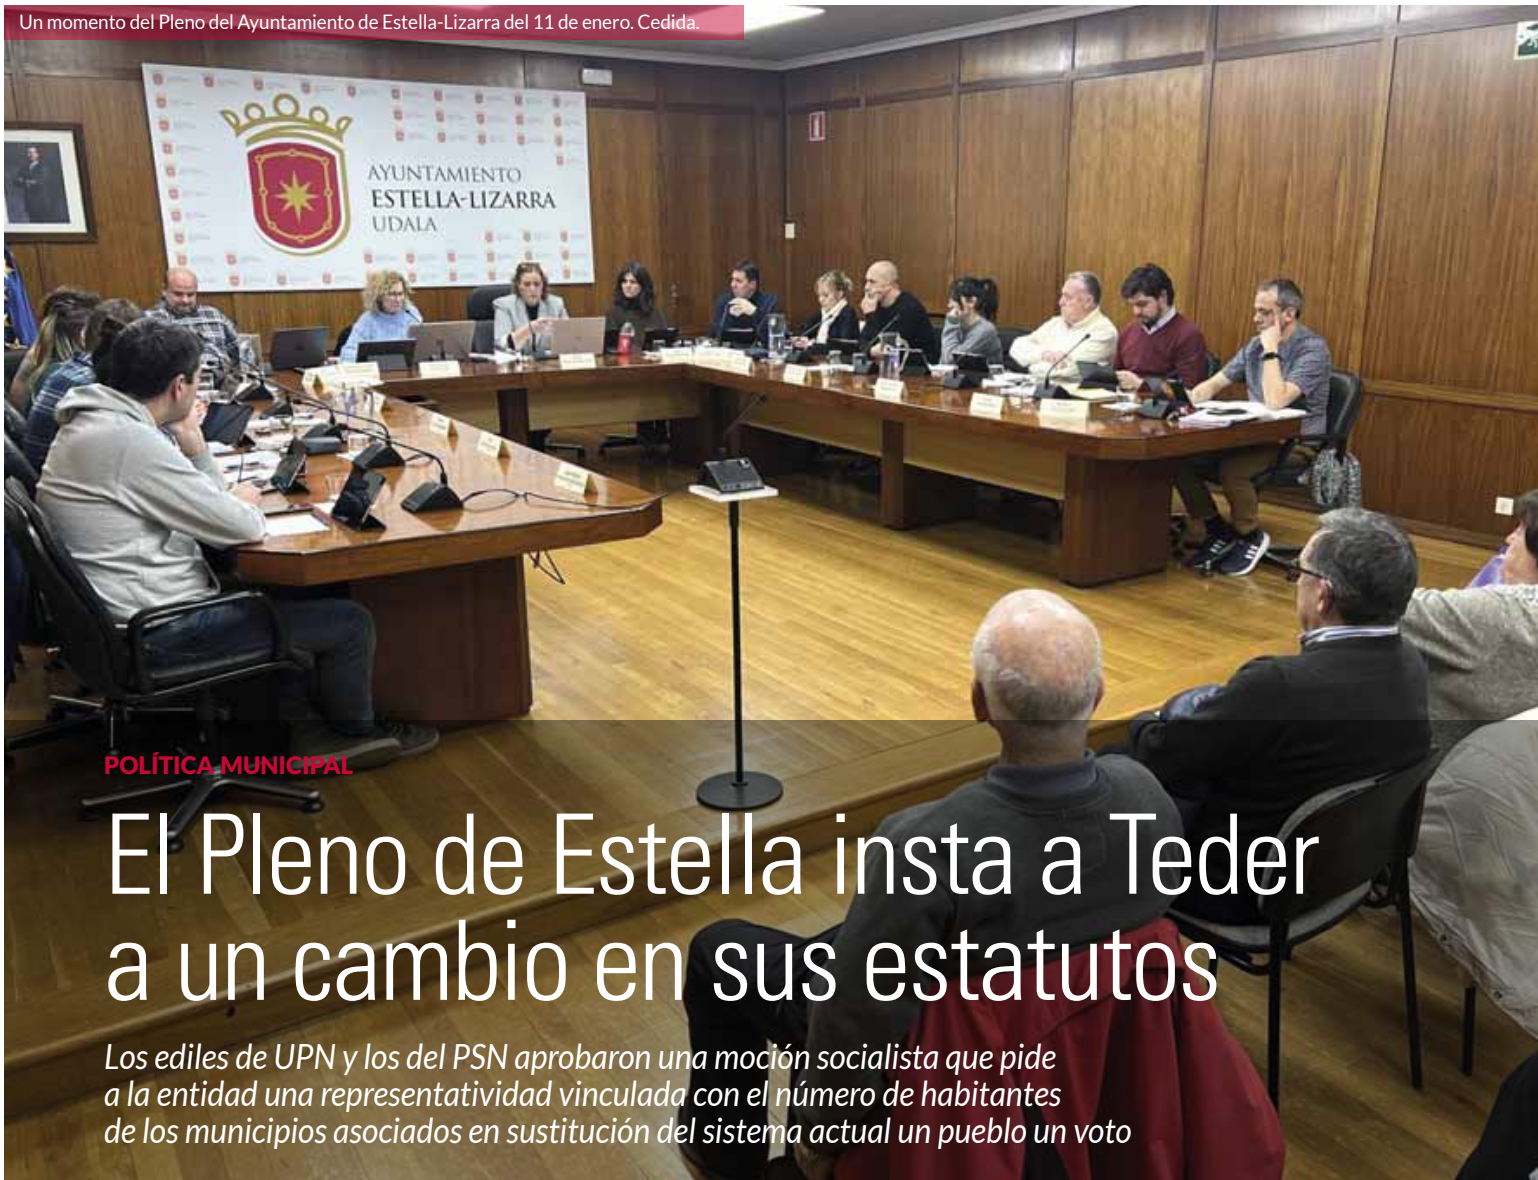 Un momento del Pleno del Ayuntamiento de Estella-Lizarra del 11 de enero. Cedida.
AYUNTAMIENTO
ESTELLA-LIZARRA
UDALA
POLÍTICA MUNICIPAL
El Pleno de Estella insta a Teder
a un cambio en sus estatutos
Los ediles de UPN y los del PSN aprobaron una moción socialista que pide
a la entidad una representatividad vinculada con el número de habitantes
de los municipios asociados en sustitución del sistema actual un pueblo un voto